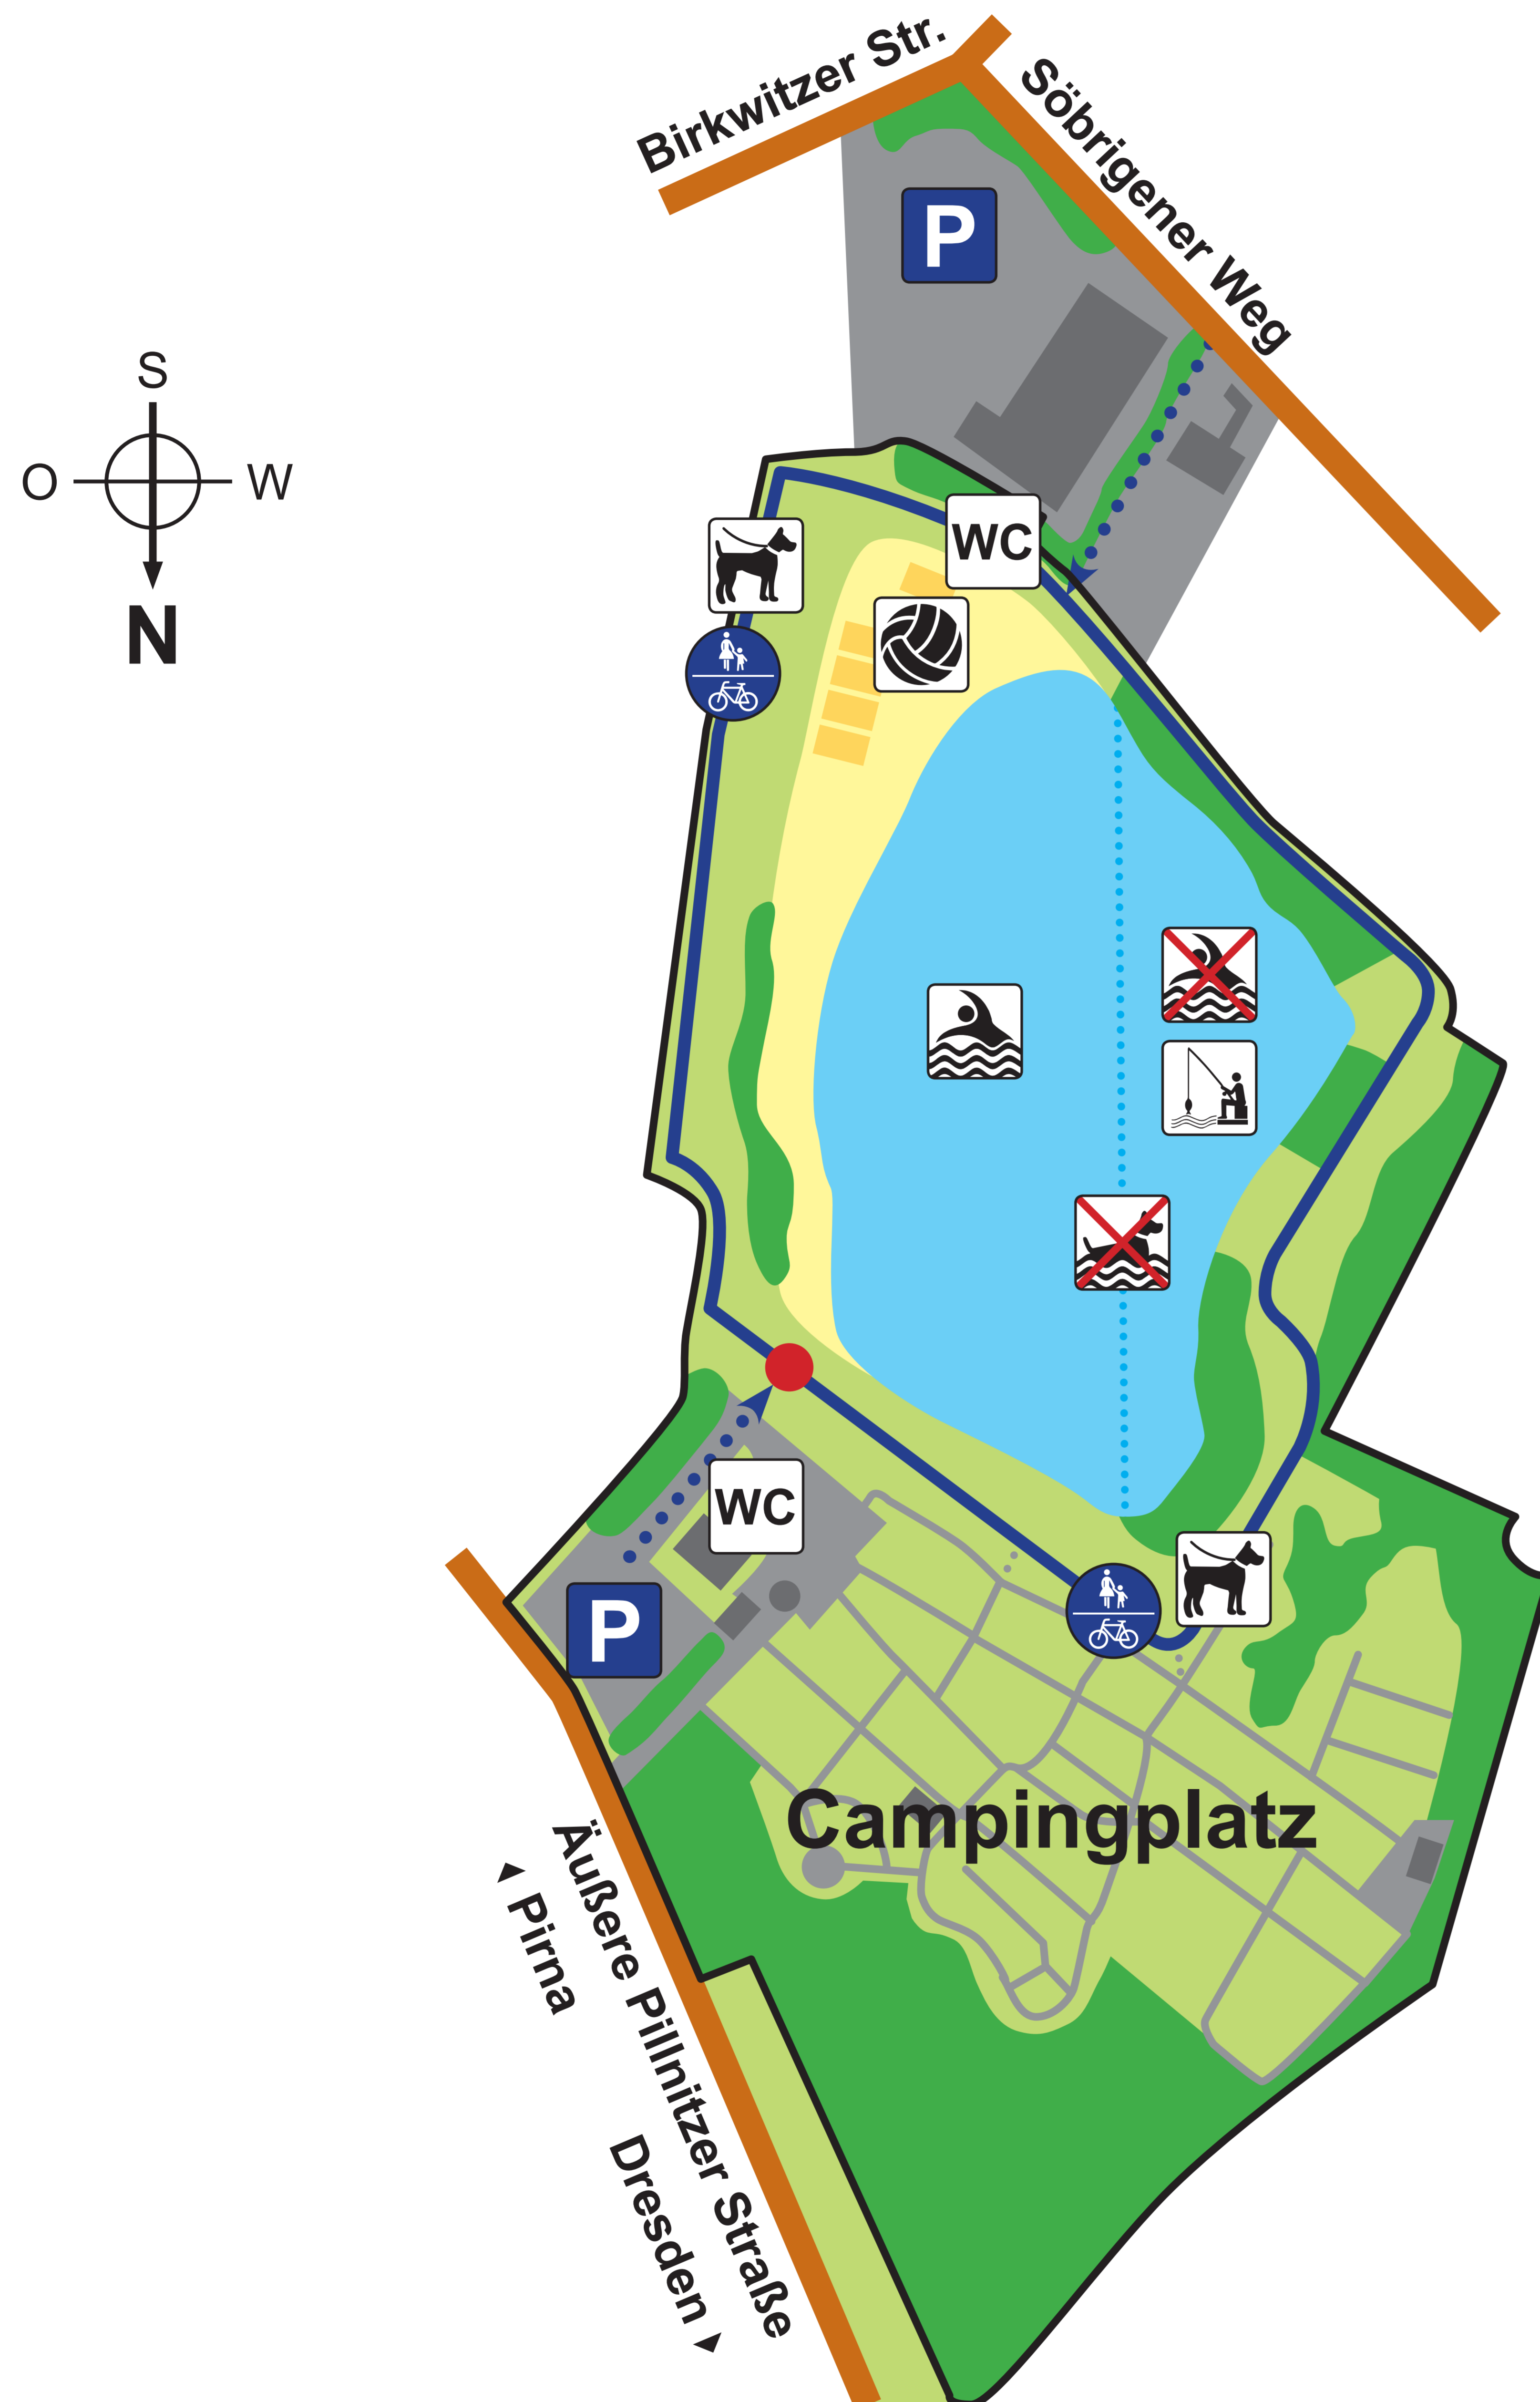 Birkwitzer Str.
Söbrigener Weg
P
S
O
W
N
WC
WC
P
Campingplatz
Äußere Pillnitzer Straße
Pirna
Dresden